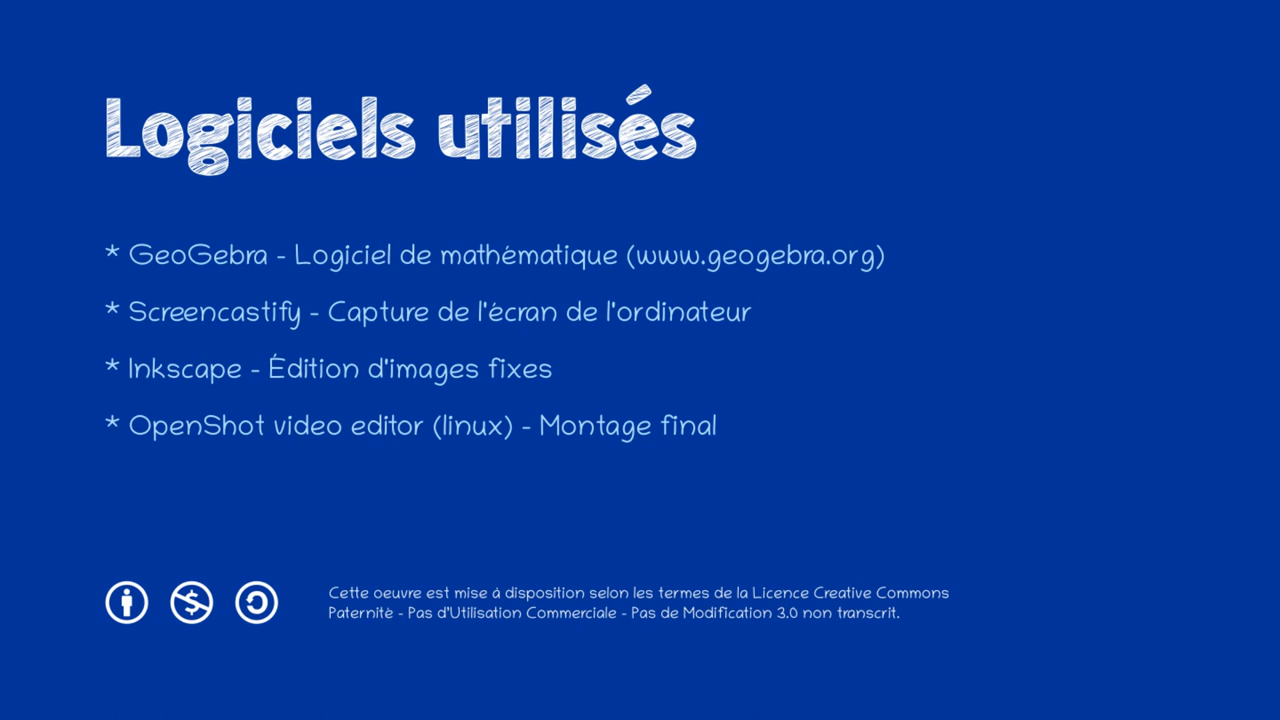 Logiciels utilisés
* GeoGebra - Logiciel de mathématique (www.geogebra.org)
* Screencastify - Capture de l'écran de l'ordinateur
* Inkscape - Édition d'images fixes
* OpenShot video editor (linux) - Montage final
Cette oeuvre est mise à disposition selon les termes de la Licence Creative Commons
Paternité - Pas d'Utilisation Commerciale - Pas de Modification 3.0 non transcrit.